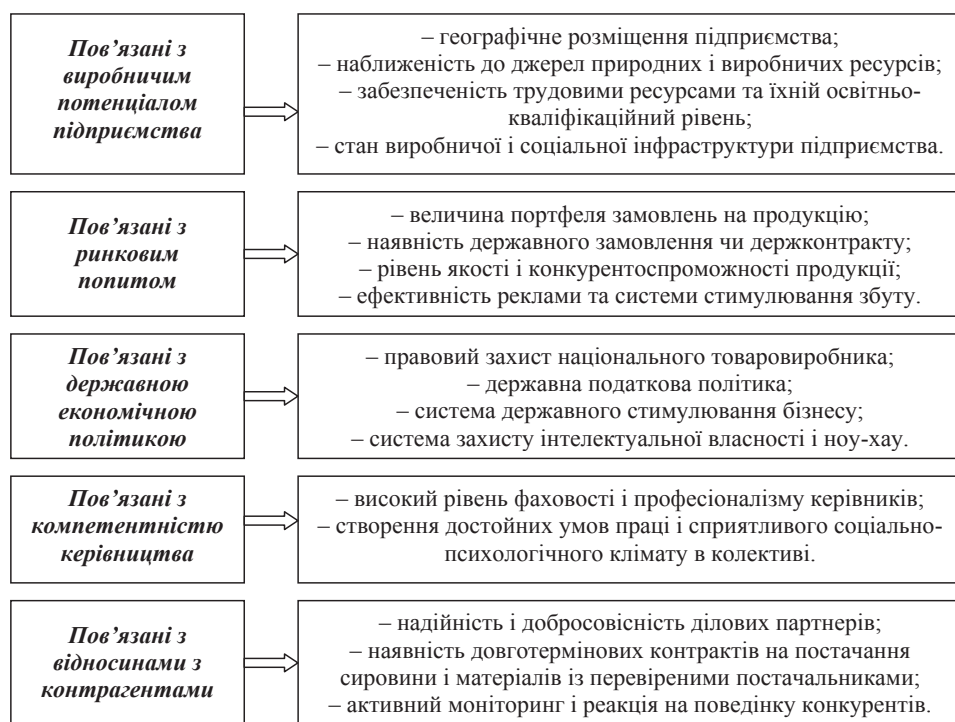 Пов’язані з
виробничим
потенціалом
підприємства
– географічне розміщення підприємства;
– наближеність до джерел природних і виробничих ресурсів;
– забезпеченість трудовими ресурсами та їхній освітньо-
кваліфікаційний рівень;
– стан виробничої і соціальної інфраструктури підприємства.
Пов’язані з
ринковим
попитом
– величина портфеля замовлень на продукцію;
– наявність державного замовлення чи держконтракту;
– рівень якості і конкурентоспроможності продукції;
– ефективність реклами та системи стимулювання збуту.
Пов’язані з
державною
економічною
політикою
– правовий захист національного товаровиробника;
– державна податкова політика;
– система державного стимулювання бізнесу;
– система захисту інтелектуальної власності і ноу-хау.
Пов’язані з
компетентністю
керівництва
– високий рівень фаховості і професіоналізму керівників;
– створення достойних умов праці і сприятливого соціально-
психологічного клімату в колективі.
Пов’язані з
відносинами з
контрагентами
– надійність і добросовісність ділових партнерів;
– наявність довготермінових контрактів на постачання
сировини і матеріалів із перевіреними постачальниками;
– активний моніторинг і реакція на поведінку конкурентів.